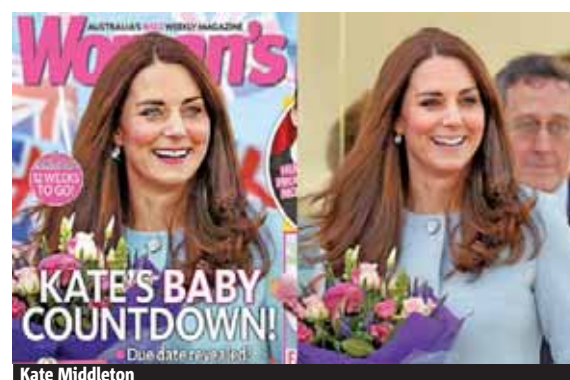 AUSTRALIA'S WEEKLY MAGAZINE
Woman's
12 WEEKS
TO GO!
KATE'S BABY
COUNTDOWN!
Due date revealed
Kate Middleton